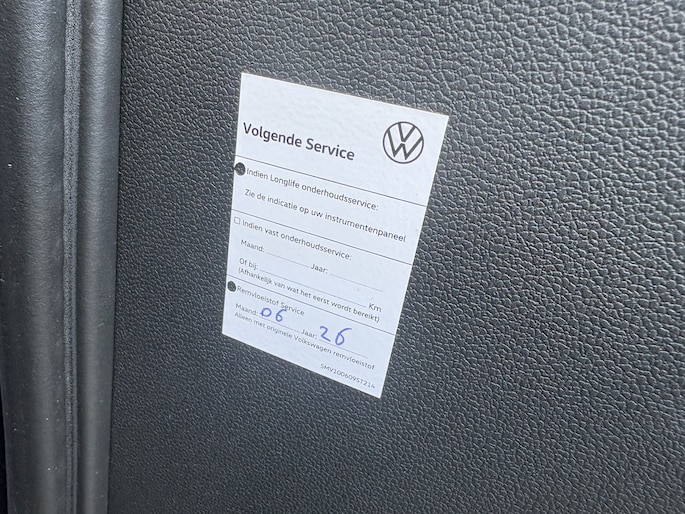 Volgende Service
Indien Longlife onderhoudsservice:
Zie de indicatie op uw instrumentenpaneel
Indien vast onderhoudsservice:
Maand: Jaar:
Of bij: Km
(Afhankelijk van wat het eerst wordt bereikt)
Remvloeistof Service
Maand: 06 Jaar: 26
Alleen met originele Volkswagen remvloeistof
SMV100609ST214